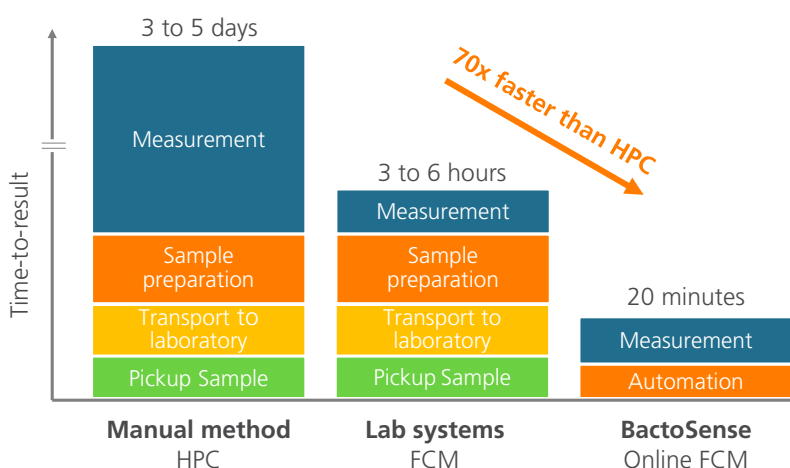 3 to 5 days
70x faster than HPC
Measurement
3 to 6 hours
Measurement
Sample
preparation
Sample
preparation
20 minutes
Time-to-result
Transport to
laboratory
Transport to
laboratory
Measurement
Pickup Sample
Pickup Sample
Automation
Manual method
HPC
Lab systems
FCM
BactoSense
Online FCM